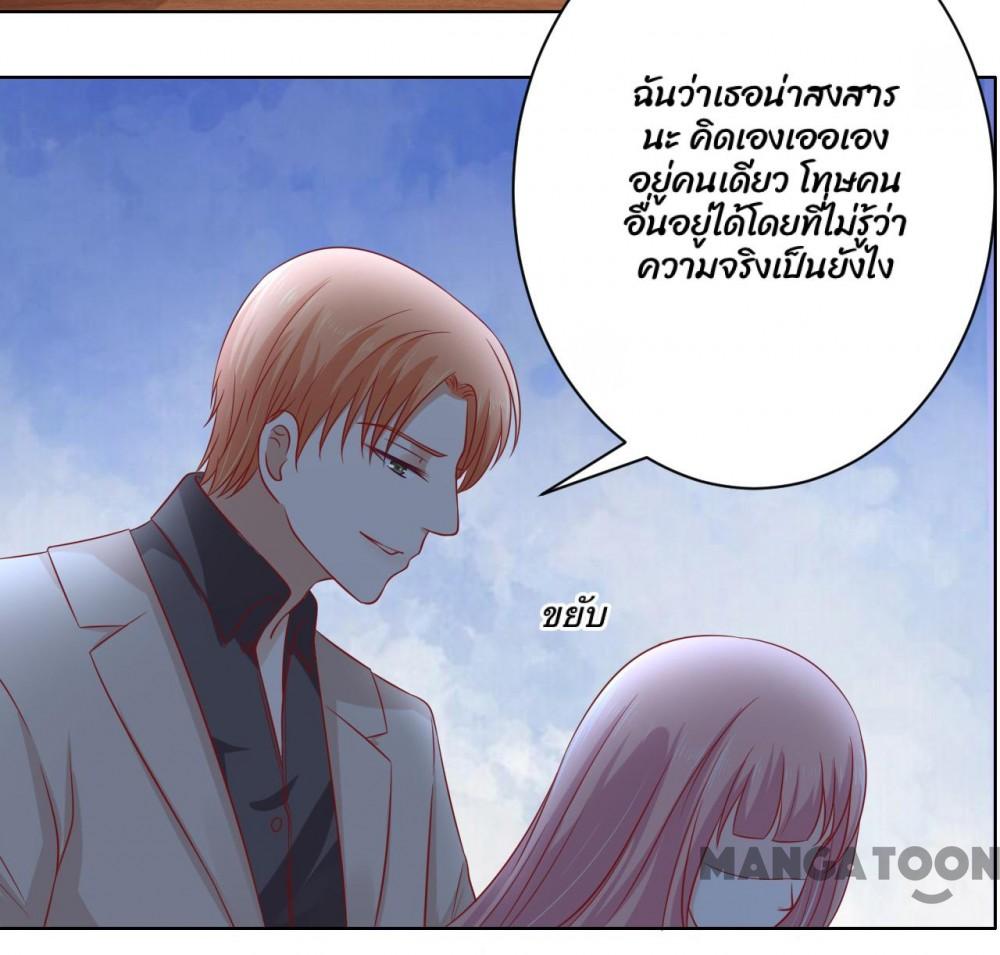 ฉันว่าเธอน่าสงสาร
นะ คิดเองเออเอง
อยู่คนเดียว โทษคน
อื่นอยู่ได้โดยที่ไม่รู้ว่า
ความจริงเป็นยังไง
ขยับ
MANGATOON